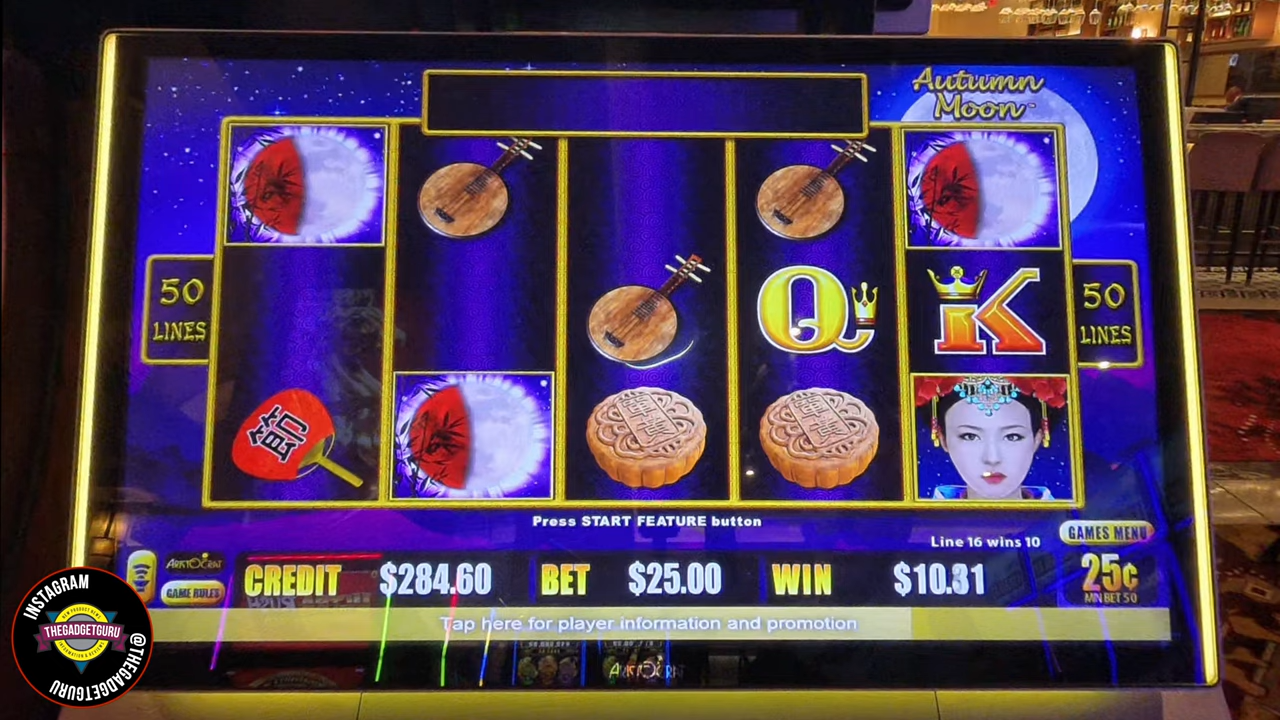 Autumn
Moon
50
LINES
50
LINES
Q
K
Press START FEATURE button
Line 16 wins 10
GAMES MENU
ARISTOCRAT
GAME RULES
CREDIT $284.60 BET $25.00 WIN $10.31
25¢
MIN BET 50
Tap here for player information and promotion
ARISTOCRAT
INSTAGRAM
THEGADGETGURU
@THEGADGETGURU